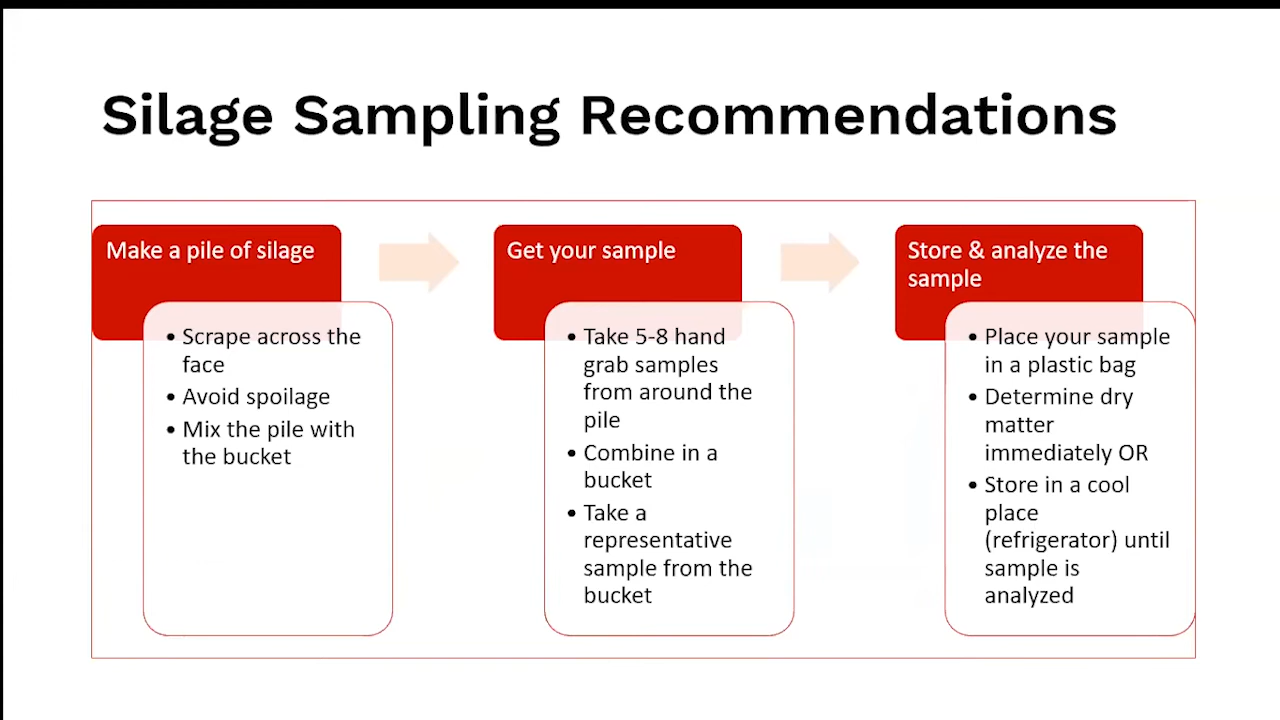 Silage Sampling Recommendations
Make a pile of silage
• Scrape across the
face
• Avoid spoilage
• Mix the pile with
the bucket
Get your sample
• Take 5-8 hand
grab samples
from around the
pile
• Combine in a
bucket
• Take a
representative
sample from the
bucket
Store & analyze the
sample
• Place your sample
in a plastic bag
• Determine dry
matter
immediately OR
• Store in a cool
place
(refrigerator) until
sample is
analyzed